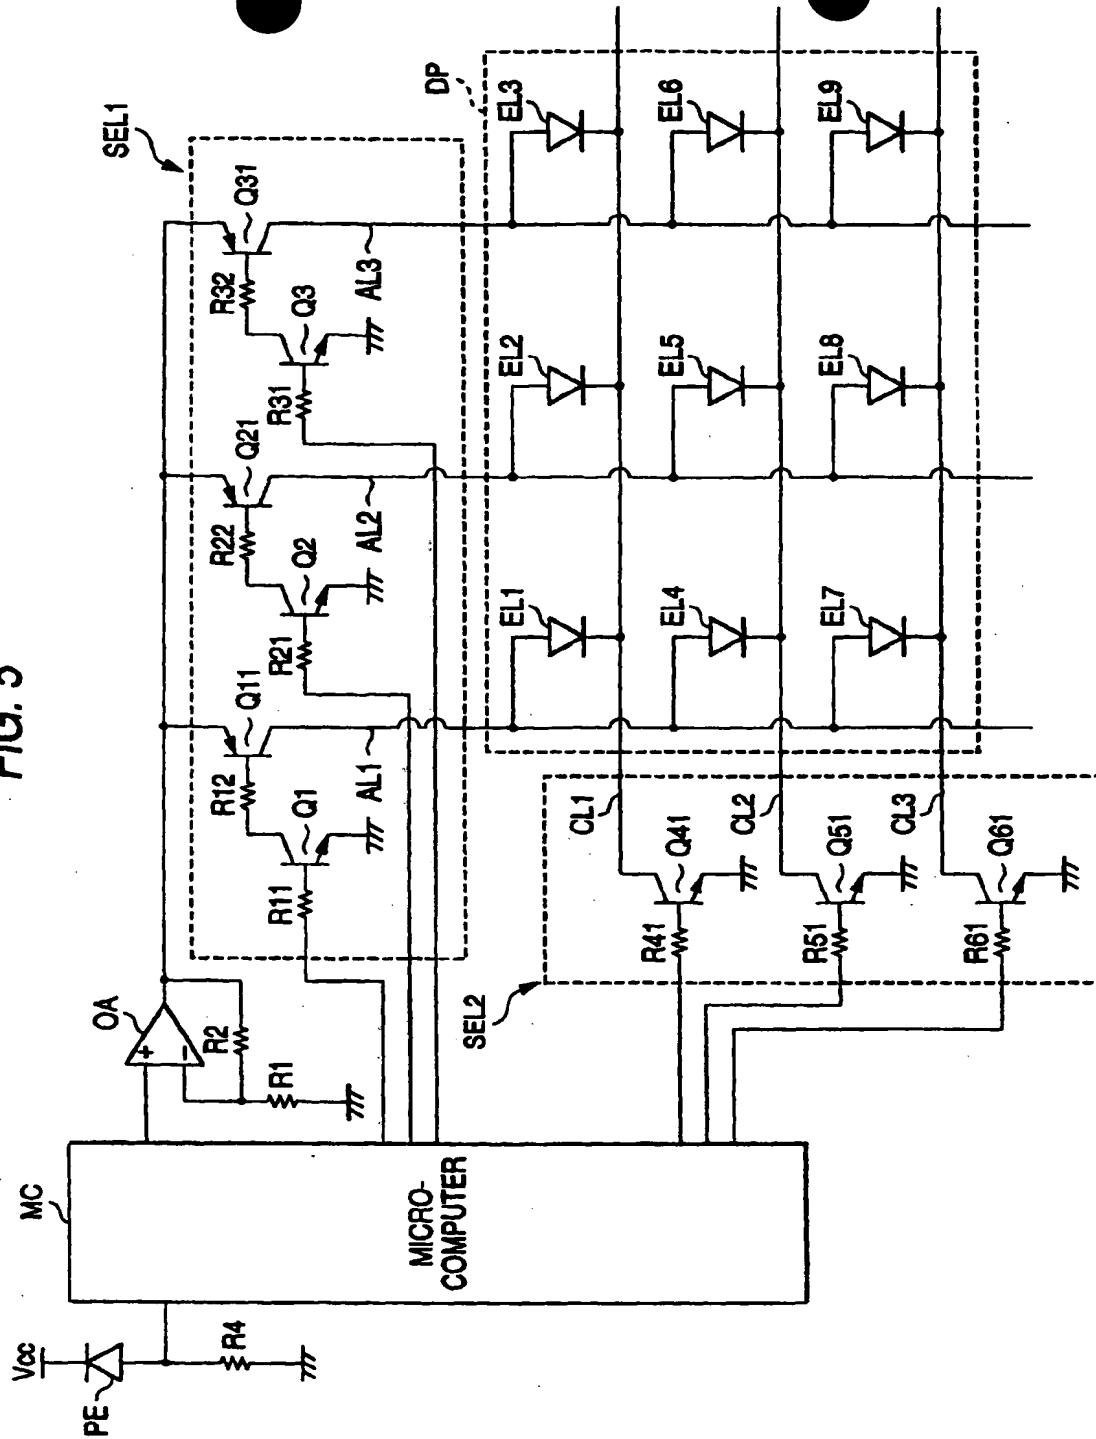 FIG. 5
Vcc
PE
R4
MC
MICRO-
COMPUTER
OA
+
−
R2
R1
SEL1
R11
Q1
R12
Q11
AL1
R21
Q2
R22
Q21
AL2
R31
Q3
R32
Q31
AL3
DP
EL1
EL2
EL3
EL4
EL5
EL6
EL7
EL8
EL9
SEL2
CL1
R41
Q41
CL2
R51
Q51
CL3
R61
Q61